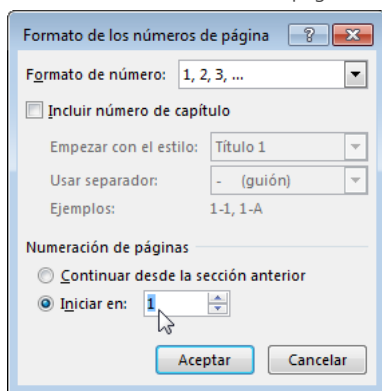 Formato de los números de página
Formato de número: 1, 2, 3, ...
Incluir número de capítulo
Empezar con el estilo: Título 1
Usar separador: - (guión)
Ejemplos: 1-1, 1-A
Numeración de páginas
Continuar desde la sección anterior
Iniciar en: 1
Aceptar Cancelar